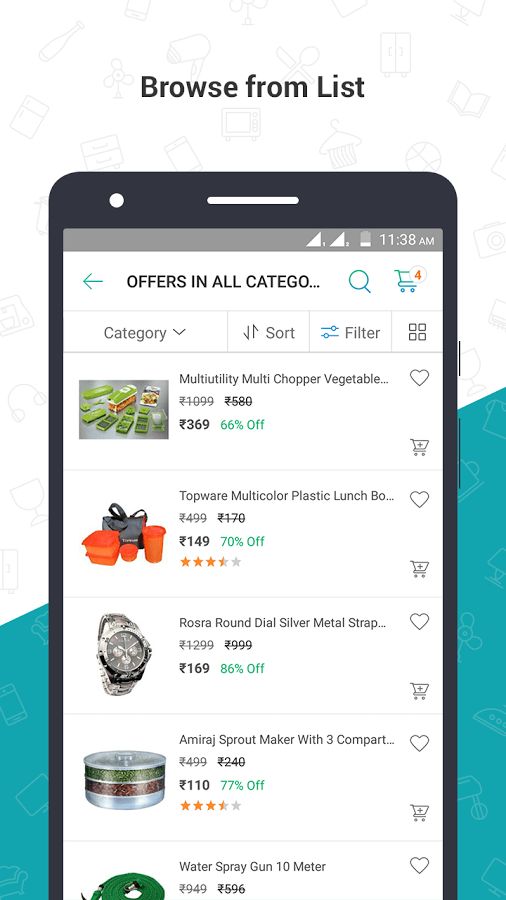 Browse from List
1 2 11:38 AM
OFFERS IN ALL CATEGO... 4
Category Sort Filter
Multiutility Multi Chopper Vegetable...
₹1099 ₹580
₹369 66% Off
Topware Multicolor Plastic Lunch Bo...
₹499 ₹170
₹149 70% Off
Rosra Round Dial Silver Metal Strap...
₹1299 ₹999
₹169 86% Off
Amiraj Sprout Maker With 3 Compart...
₹499 ₹240
₹110 77% Off
Water Spray Gun 10 Meter
₹949 ₹596